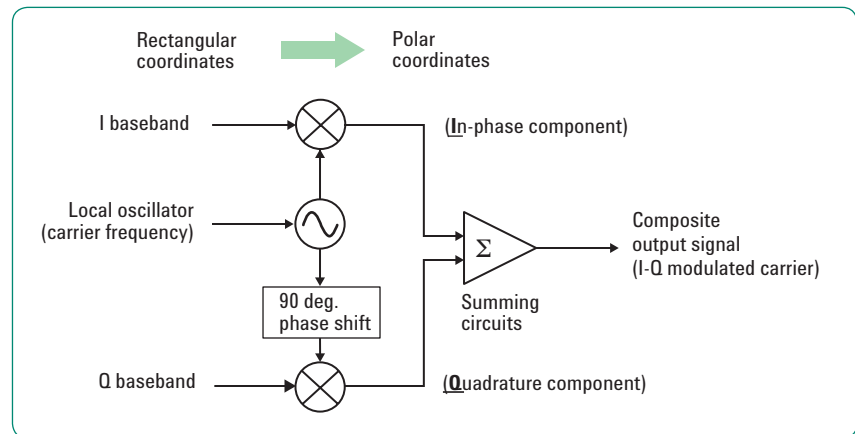 Rectangular
coordinates
Polar
coordinates
I baseband
(In-phase component)
Local oscillator
(carrier frequency)
Σ
Composite
output signal
(I-Q modulated carrier)
90 deg.
phase shift
Summing
circuits
Q baseband
(Quadrature component)